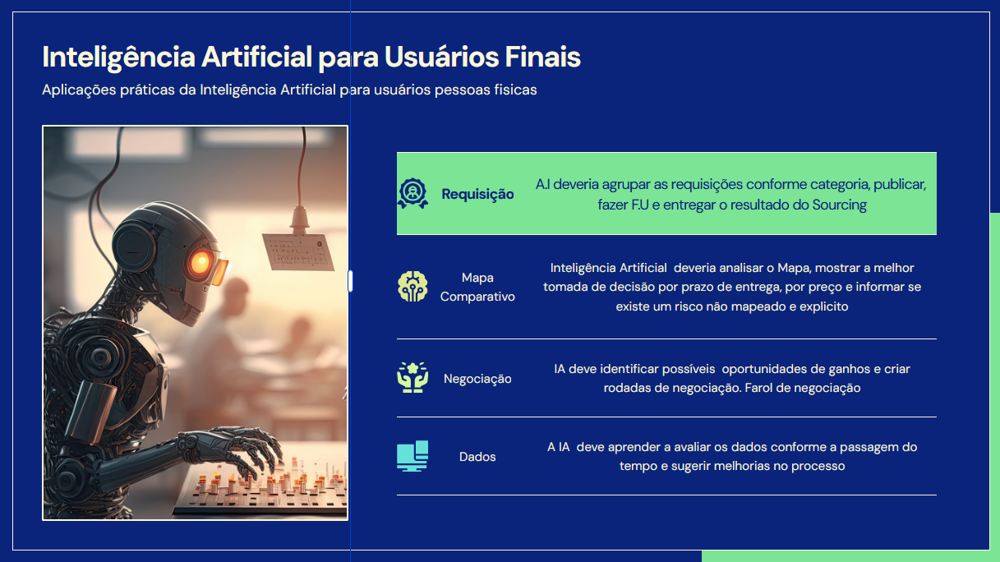 Inteligência Artificial para Usuários Finais
Aplicações práticas da Inteligência Artificial para usuários pessoas fisicas
Requisição
A.I deveria agrupar as requisições conforme categoria, publicar,
fazer F.U e entregar o resultado do Sourcing
Mapa
Comparativo
Inteligência Artificial  deveria analisar o Mapa, mostrar a melhor
tomada de decisão por prazo de entrega, por preço e informar se
existe um risco não mapeado e explicito
Negociação
IA deve identificar possíveis  oportunidades de ganhos e criar
rodadas de negociação. Farol de negociação
Dados
A IA  deve aprender a avaliar os dados conforme a passagem do
tempo e sugerir melhorias no processo